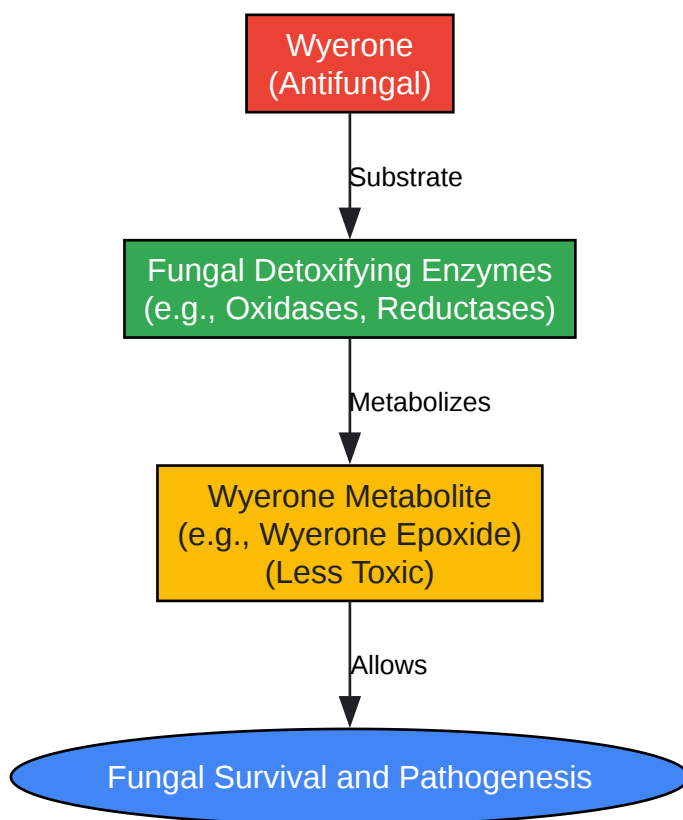 Wyerone
(Antifungal)
Substrate
Fungal Detoxifying Enzymes
(e.g., Oxidases, Reductases)
Metabolizes
Wyerone Metabolite
(e.g., Wyerone Epoxide)
(Less Toxic)
Allows
Fungal Survival and Pathogenesis